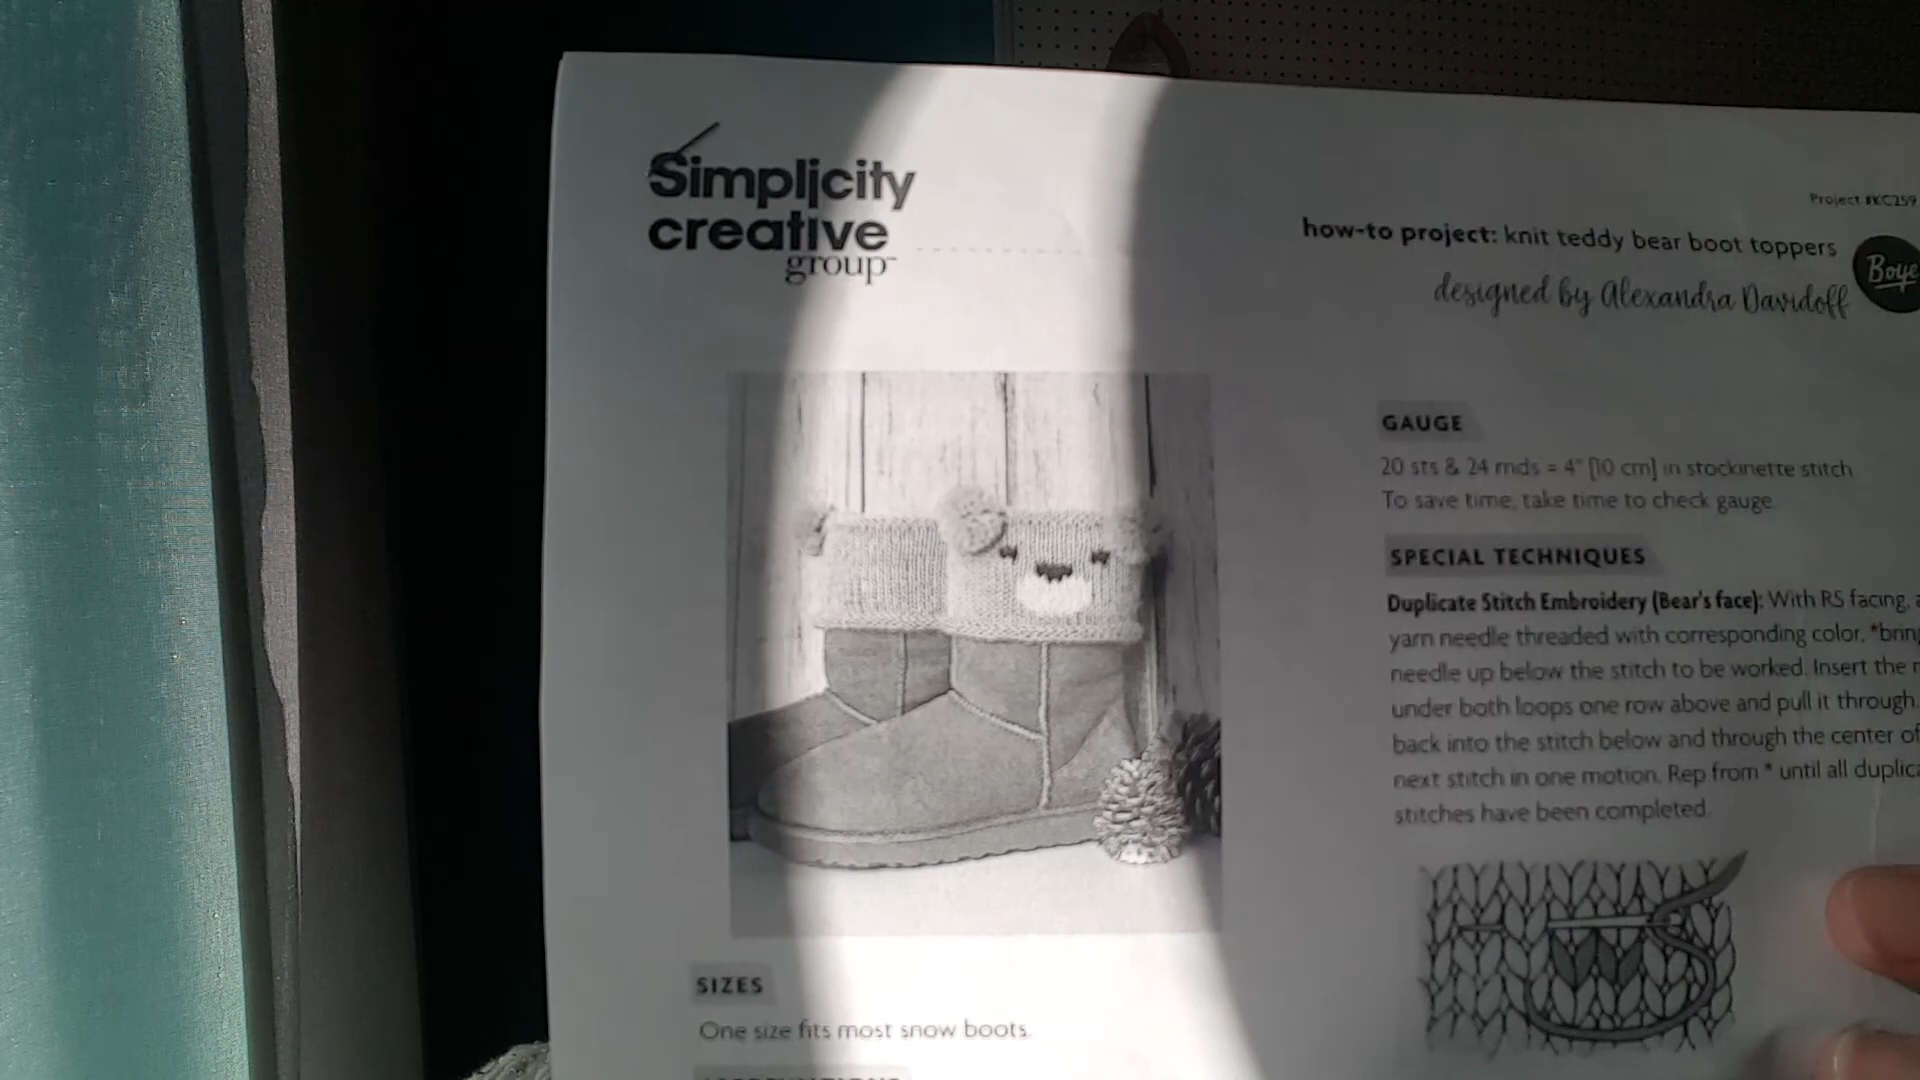 Simplicity
creative
group
Project #KC259
how-to project: knit teddy bear boot toppers
designed by Alexandra Davidoff
Boye
GAUGE
20 sts & 24 rnds = 4" [10 cm] in stockinette stitch
To save time, take time to check gauge
SPECIAL TECHNIQUES
Duplicate Stitch Embroidery (Bear's face): With RS facing,
yarn needle threaded with corresponding color, *brin
needle up below the stitch to be worked. Insert the
under both loops one row above and pull it through.
back into the stitch below and through the center of
next stitch in one motion. Rep from * until all duplica
stitches have been completed.
SIZES
One size fits most snow boots.